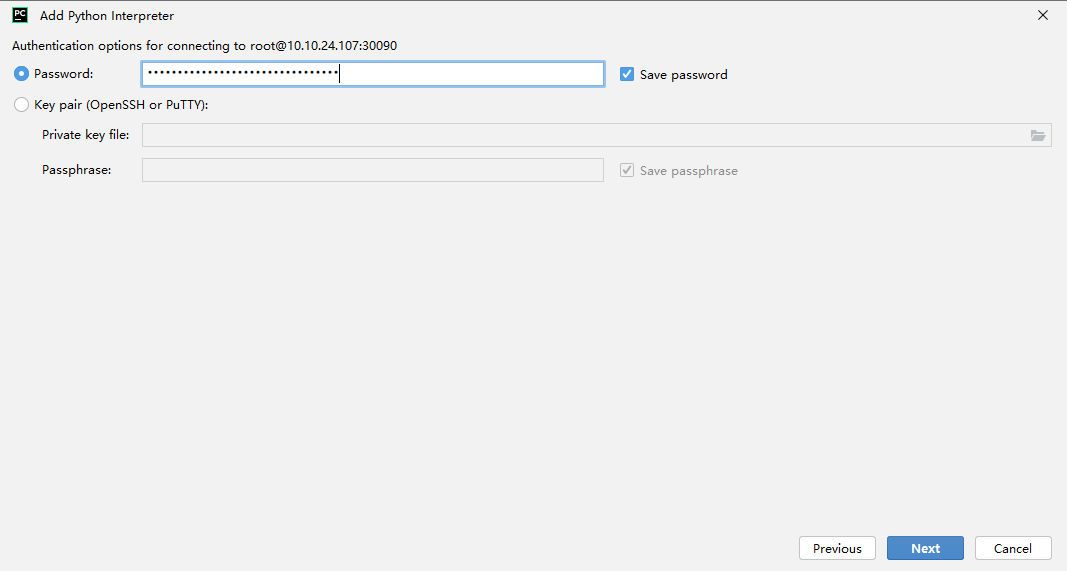 PC Add Python Interpreter
Authentication options for connecting to root@10.10.24.107:30090
Password: •••••••••••••••••••••••••••••••• Save password
Key pair (OpenSSH or PuTTY):
Private key file:
Passphrase: Save passphrase
Previous Next Cancel